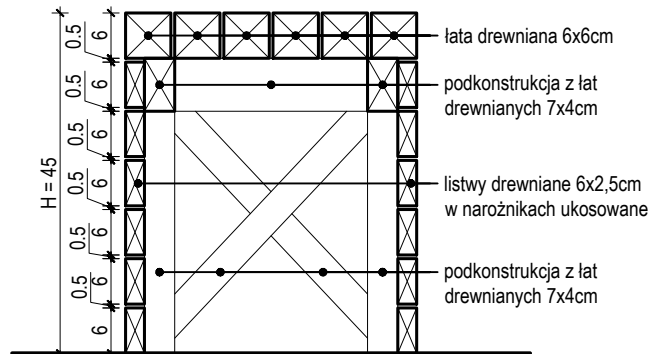 łata drewniana 6x6cm
podkonstrukcja z łat
drewnianych 7x4cm
listwy drewniane 6x2,5cm
w narożnikach ukosowane
podkonstrukcja z łat
drewnianych 7x4cm
H = 45
6
0.5
6
0.5
6
0.5
6
0.5
6
0.5
6
0.5
6